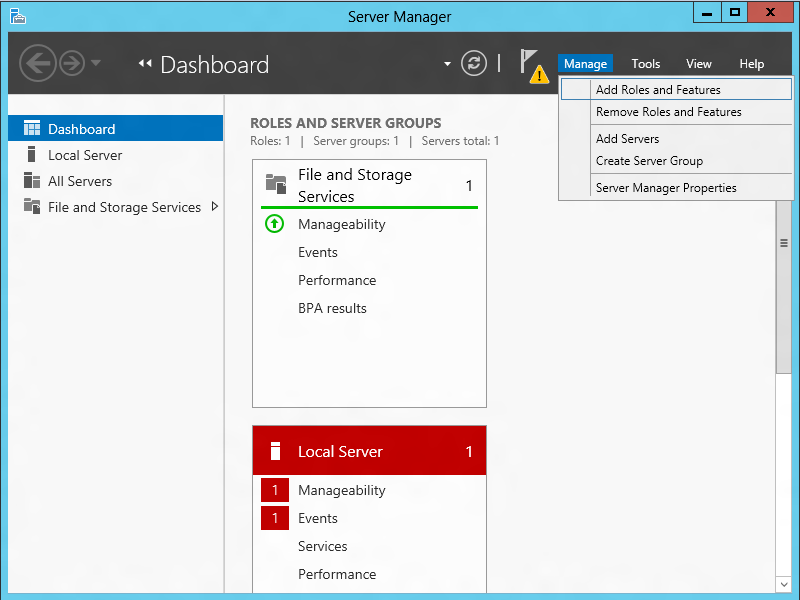 Server Manager
Dashboard
Manage Tools View Help
Add Roles and Features
Remove Roles and Features
Add Servers
Create Server Group
Server Manager Properties
Dashboard
Local Server
All Servers
File and Storage Services
ROLES AND SERVER GROUPS
Roles: 1 | Server groups: 1 | Servers total: 1
File and Storage 1
Services
Manageability
Events
Performance
BPA results
Local Server 1
1 Manageability
1 Events
Services
Performance